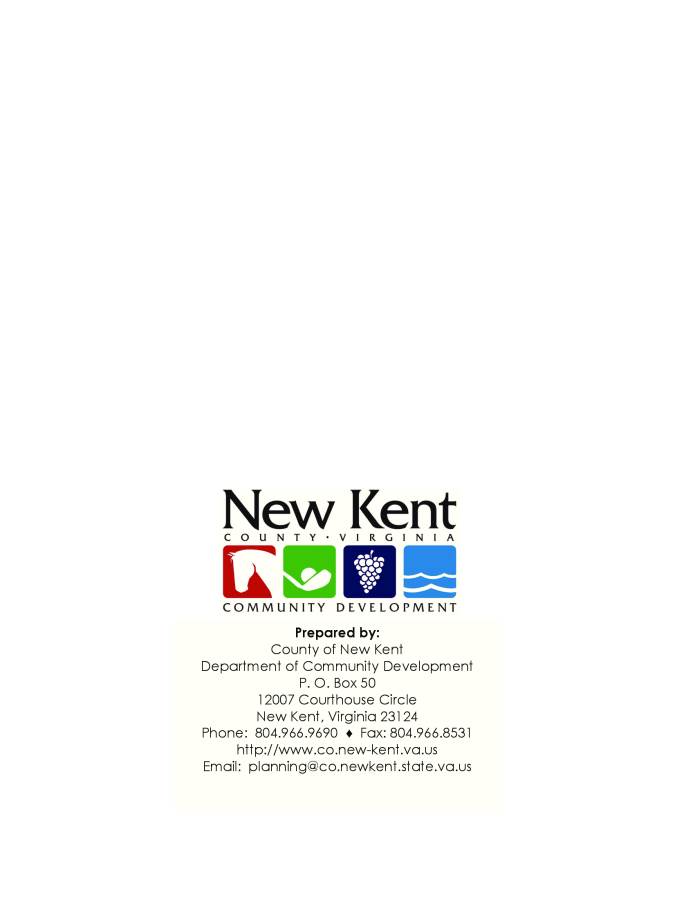 New Kent
COUNTY · VIRGINIA
COMMUNITY DEVELOPMENT
Prepared by:
County of New Kent
Department of Community Development
P. O. Box 50
12007 Courthouse Circle
New Kent, Virginia 23124
Phone: 804.966.9690 ♦ Fax: 804.966.8531
http://www.co.new-kent.va.us
Email: planning@co.newkent.state.va.us